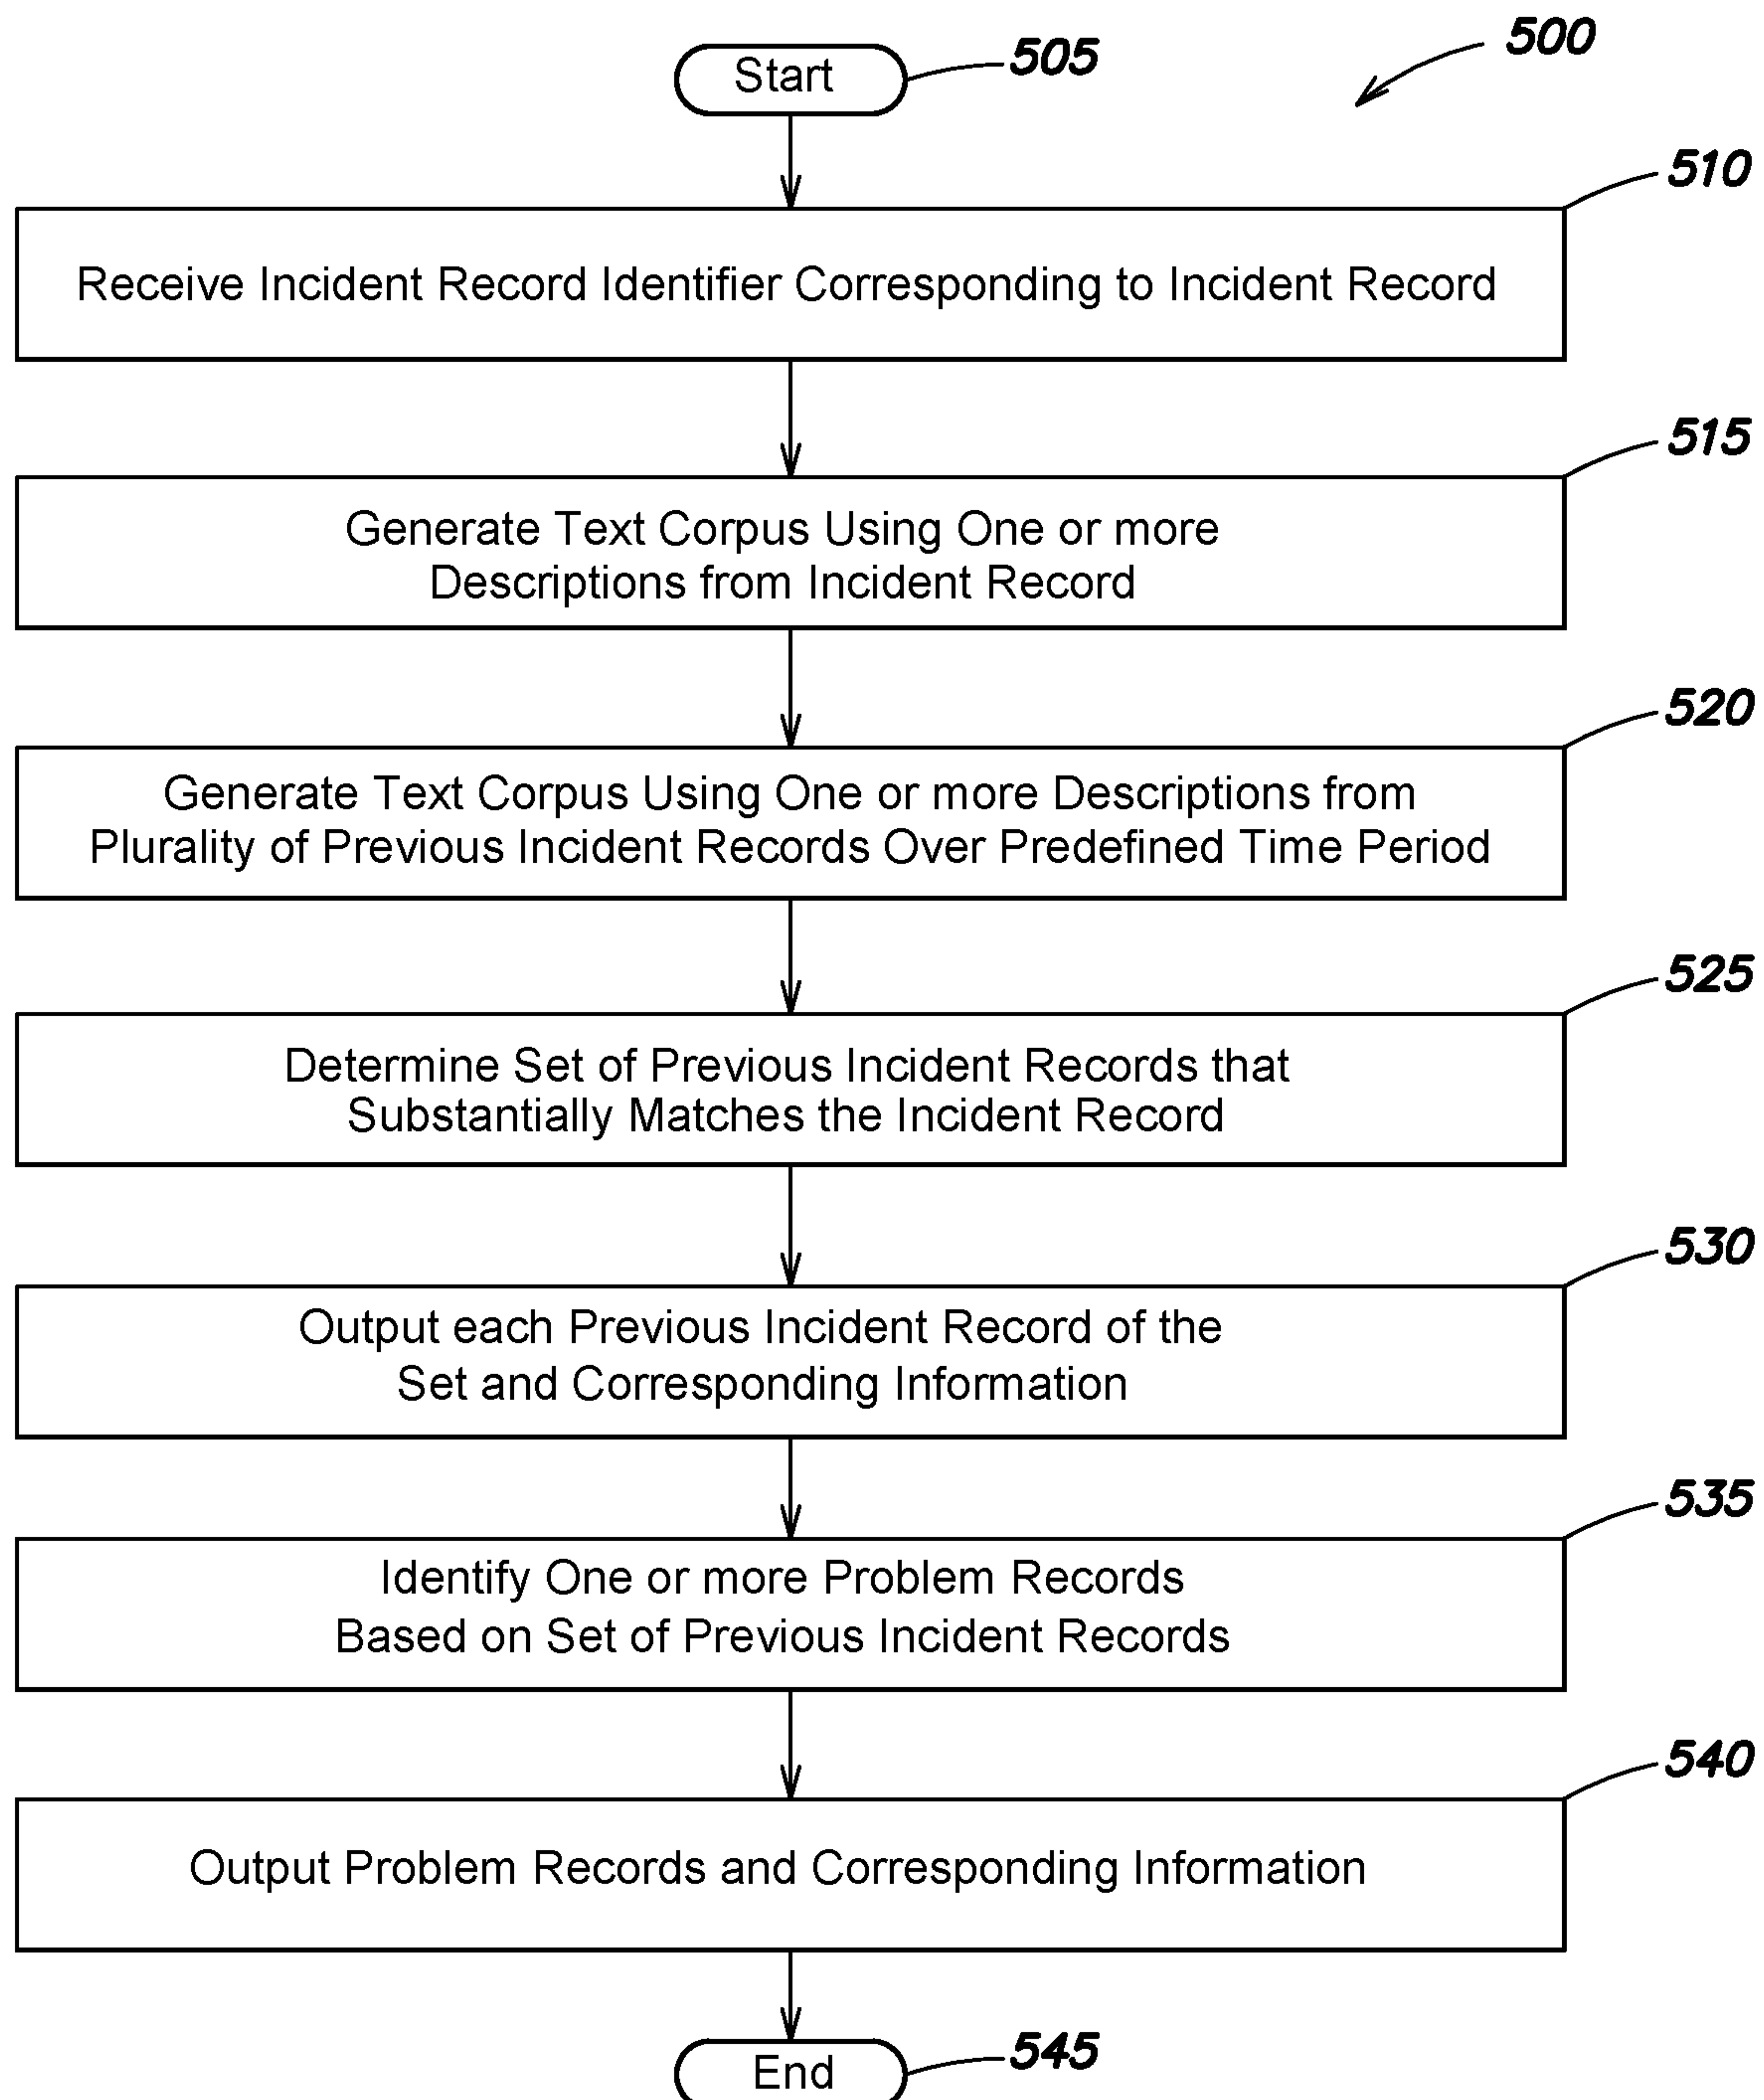 500
Start
505
510
Receive Incident Record Identifier Corresponding to Incident Record
515
Generate Text Corpus Using One or more
Descriptions from Incident Record
520
Generate Text Corpus Using One or more Descriptions from
Plurality of Previous Incident Records Over Predefined Time Period
525
Determine Set of Previous Incident Records that
Substantially Matches the Incident Record
530
Output each Previous Incident Record of the
Set and Corresponding Information
535
Identify One or more Problem Records
Based on Set of Previous Incident Records
540
Output Problem Records and Corresponding Information
End
545